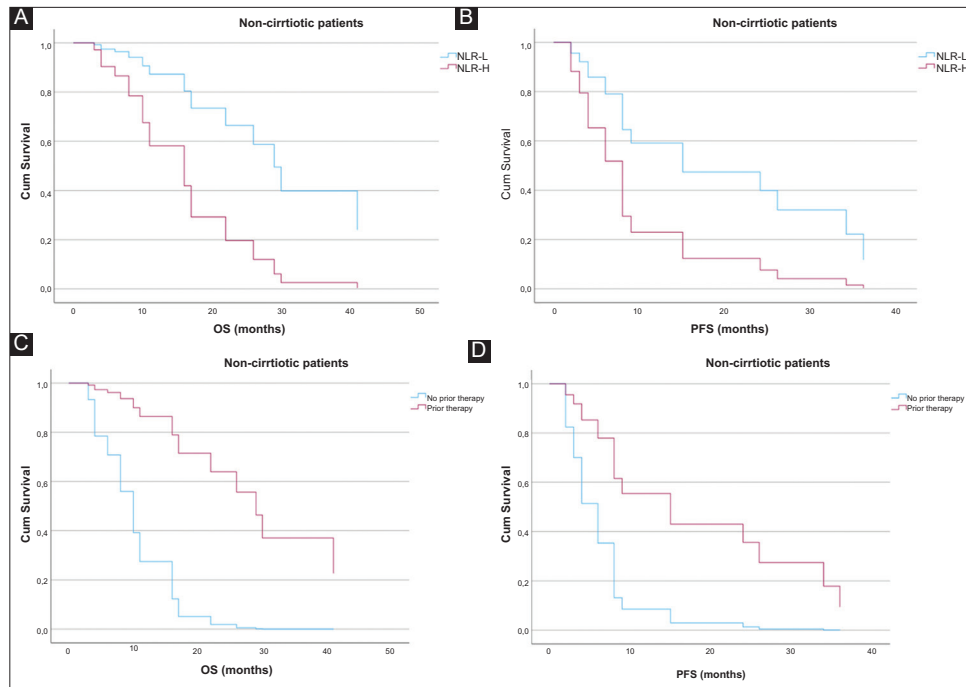 A
Non-cirrtiotic patients
1,0
0,8
0,6
0,4
0,2
0,0
Cum Survival
0
10
20
30
40
50
OS (months)
NLR-L
NLR-H
B
Non-cirrtiotic patients
1,0
0,8
0,6
0,4
0,2
0,0
Cum Survival
0
10
20
30
40
PFS (months)
NLR-L
NLR-H
C
Non-cirrtiotic patients
1,0
0,8
0,6
0,4
0,2
0,0
Cum Survival
0
10
20
30
40
50
OS (months)
No prior therapy
Prior therapy
D
Non-cirrtiotic patients
1,0
0,8
0,6
0,4
0,2
0,0
Cum Survival
0
10
20
30
40
PFS (months)
No prior therapy
Prior therapy